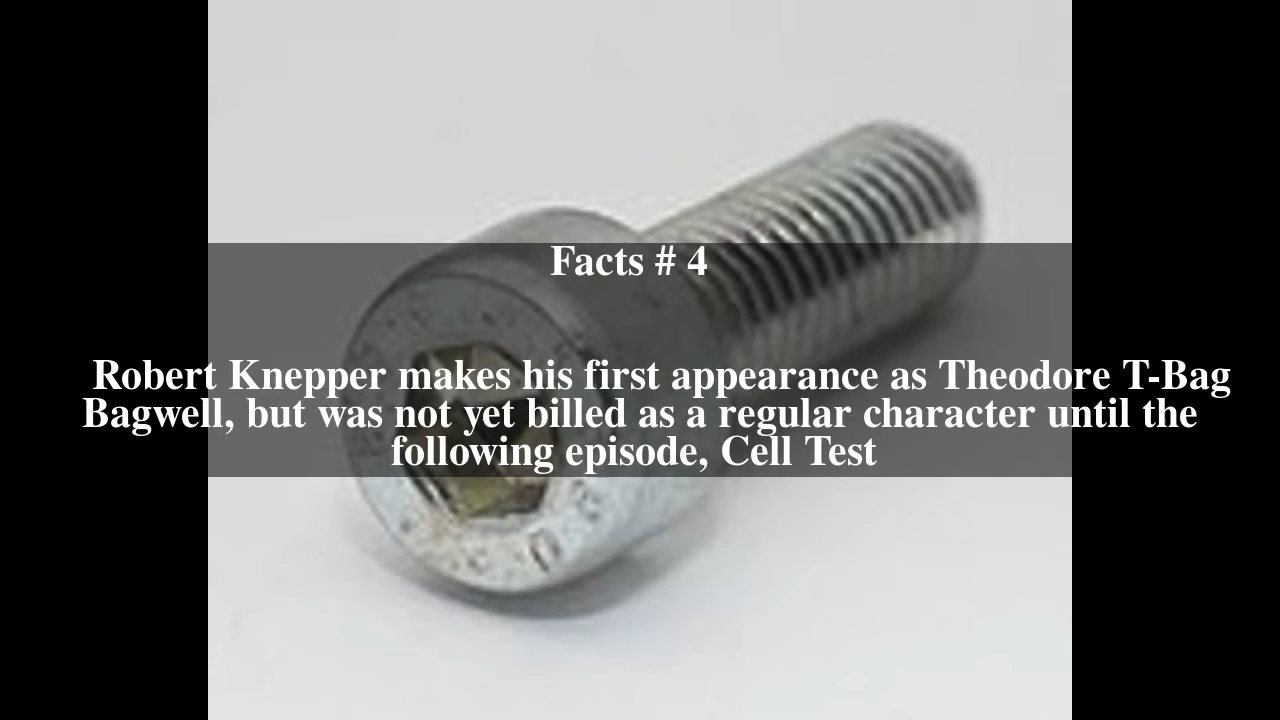 Facts # 4
Robert Knepper makes his first appearance as Theodore T-Bag
Bagwell, but was not yet billed as a regular character until the
following episode, Cell Test